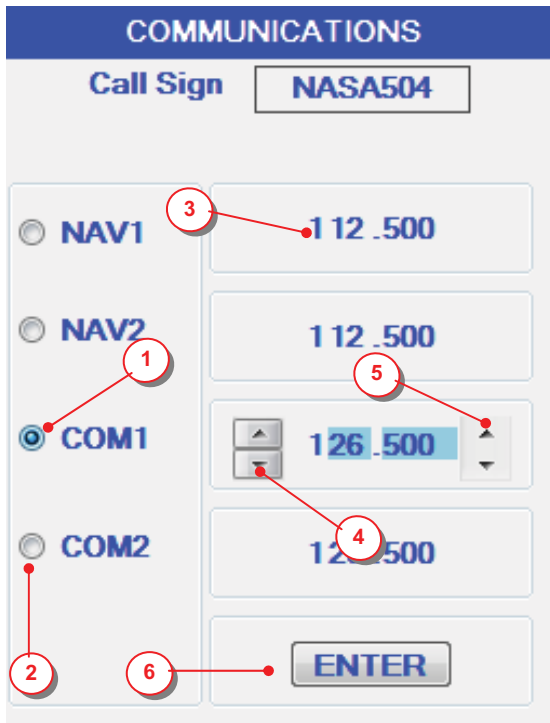 COMMUNICATIONS
Call Sign NASA504
3
NAV1 112.500
NAV2 112.500
1
5
COM1 126.500
4
COM2
.500
2
6
ENTER